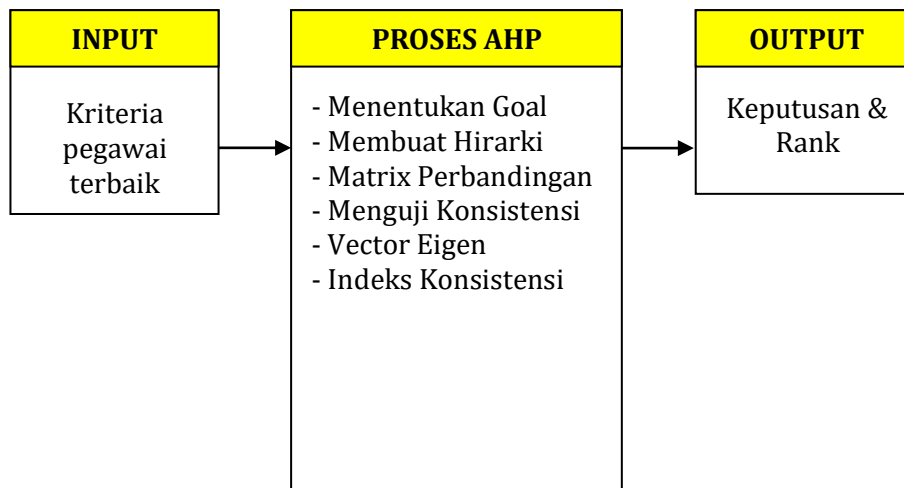 INPUT
Kriteria
pegawai
terbaik
PROSES AHP
- Menentukan Goal
- Membuat Hirarki
- Matrix Perbandingan
- Menguji Konsistensi
- Vector Eigen
- Indeks Konsistensi
OUTPUT
Keputusan &
Rank